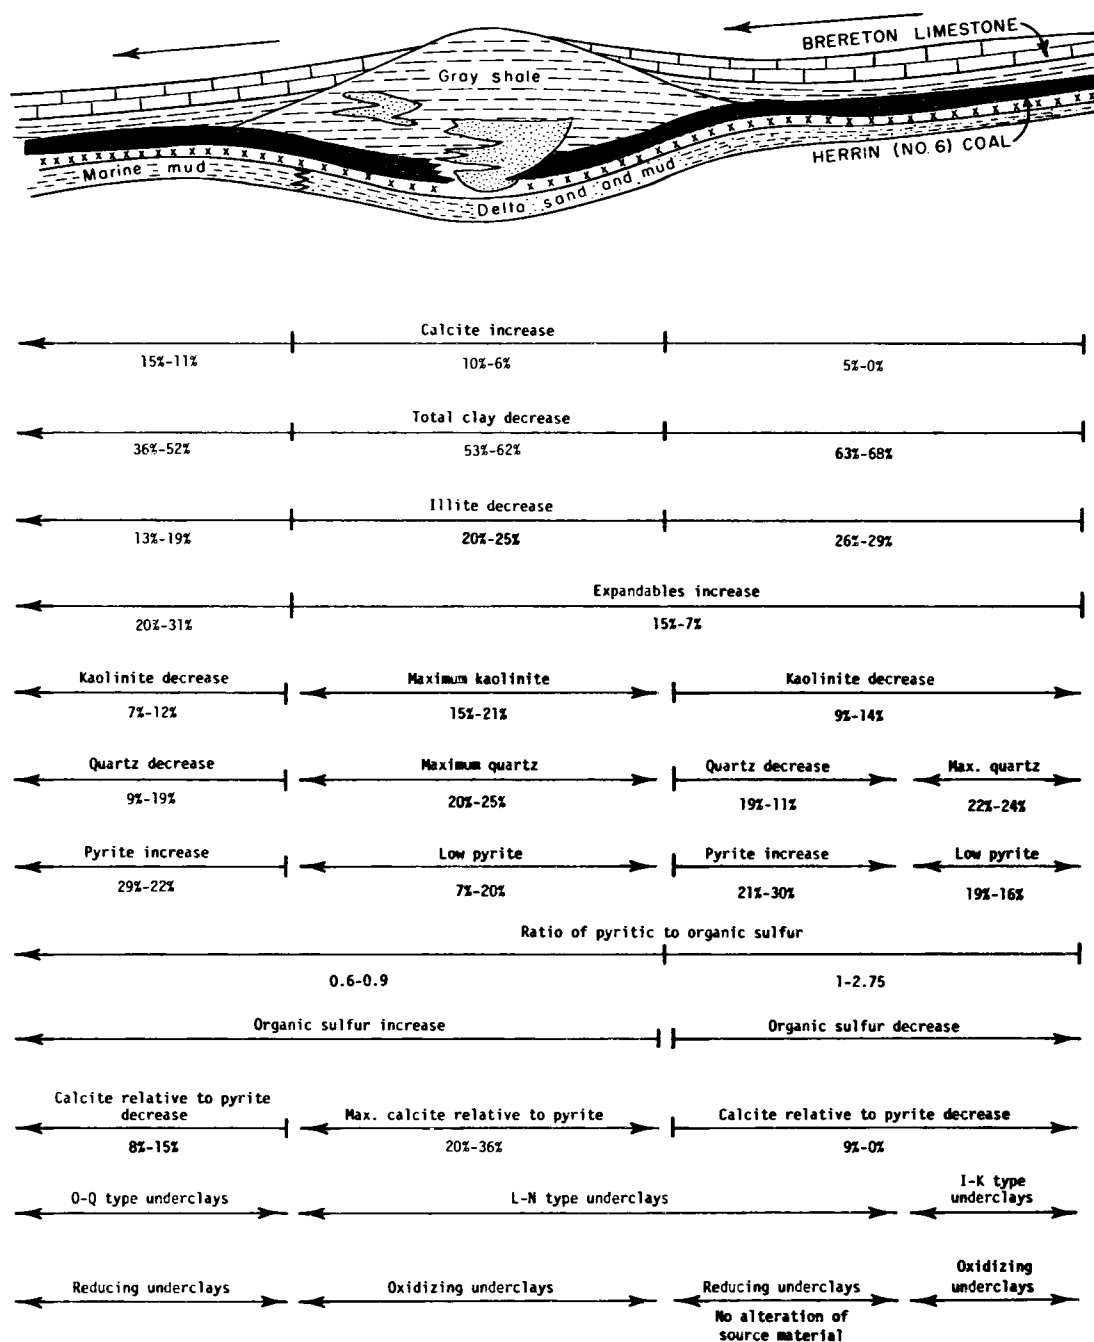 BRERETON LIMESTONE
Gray shale
HERRIN (NO. 6) COAL
Marine mud
Delta sand and mud
Calcite increase
15%-11% 10%-6% 5%-0%
Total clay decrease
36%-52% 53%-62% 63%-68%
Illite decrease
13%-19% 20%-25% 26%-29%
Expandables increase
20%-31% 15%-7%
Kaolinite decrease Maximum kaolinite Kaolinite decrease
7%-12% 15%-21% 9%-14%
Quartz decrease Maximum quartz Quartz decrease Max. quartz
9%-19% 20%-25% 19%-11% 22%-24%
Pyrite increase Low pyrite Pyrite increase Low pyrite
29%-22% 7%-20% 21%-30% 19%-16%
Ratio of pyritic to organic sulfur
0.6-0.9 1-2.75
Organic sulfur increase Organic sulfur decrease
Calcite relative to pyrite
decrease
Max. calcite relative to pyrite Calcite relative to pyrite decrease
8%-15% 20%-36% 9%-0%
O-Q type underclays L-N type underclays
I-K type
underclays
Reducing underclays Oxidizing underclays Reducing underclays
Oxidizing
underclays
No alteration of
source material